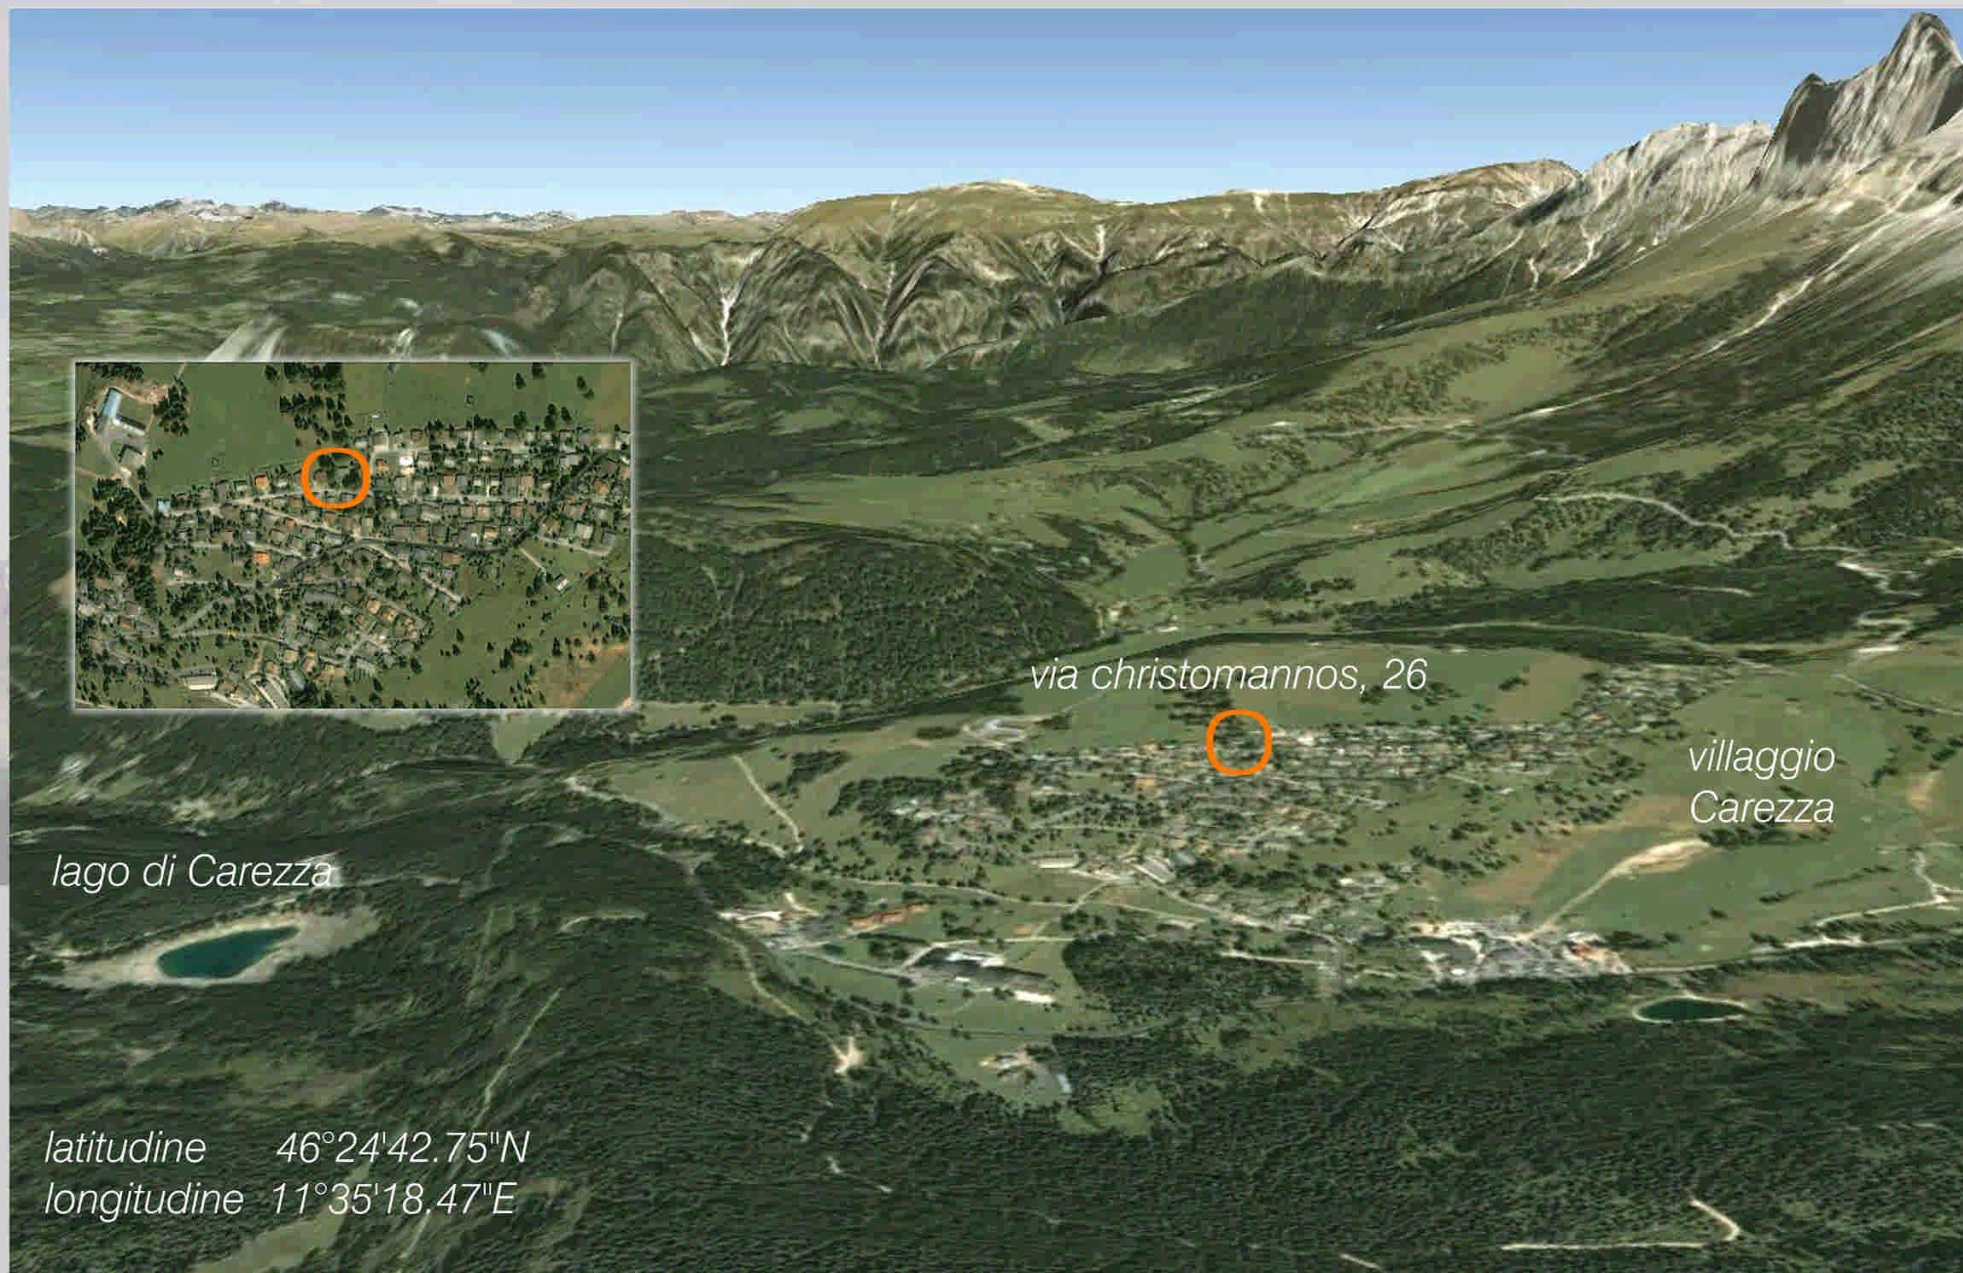 via christomannos, 26
villaggio
Carezza
lago di Carezza
latitudine 46°24'42.75"N
longitudine 11°35'18.47"E